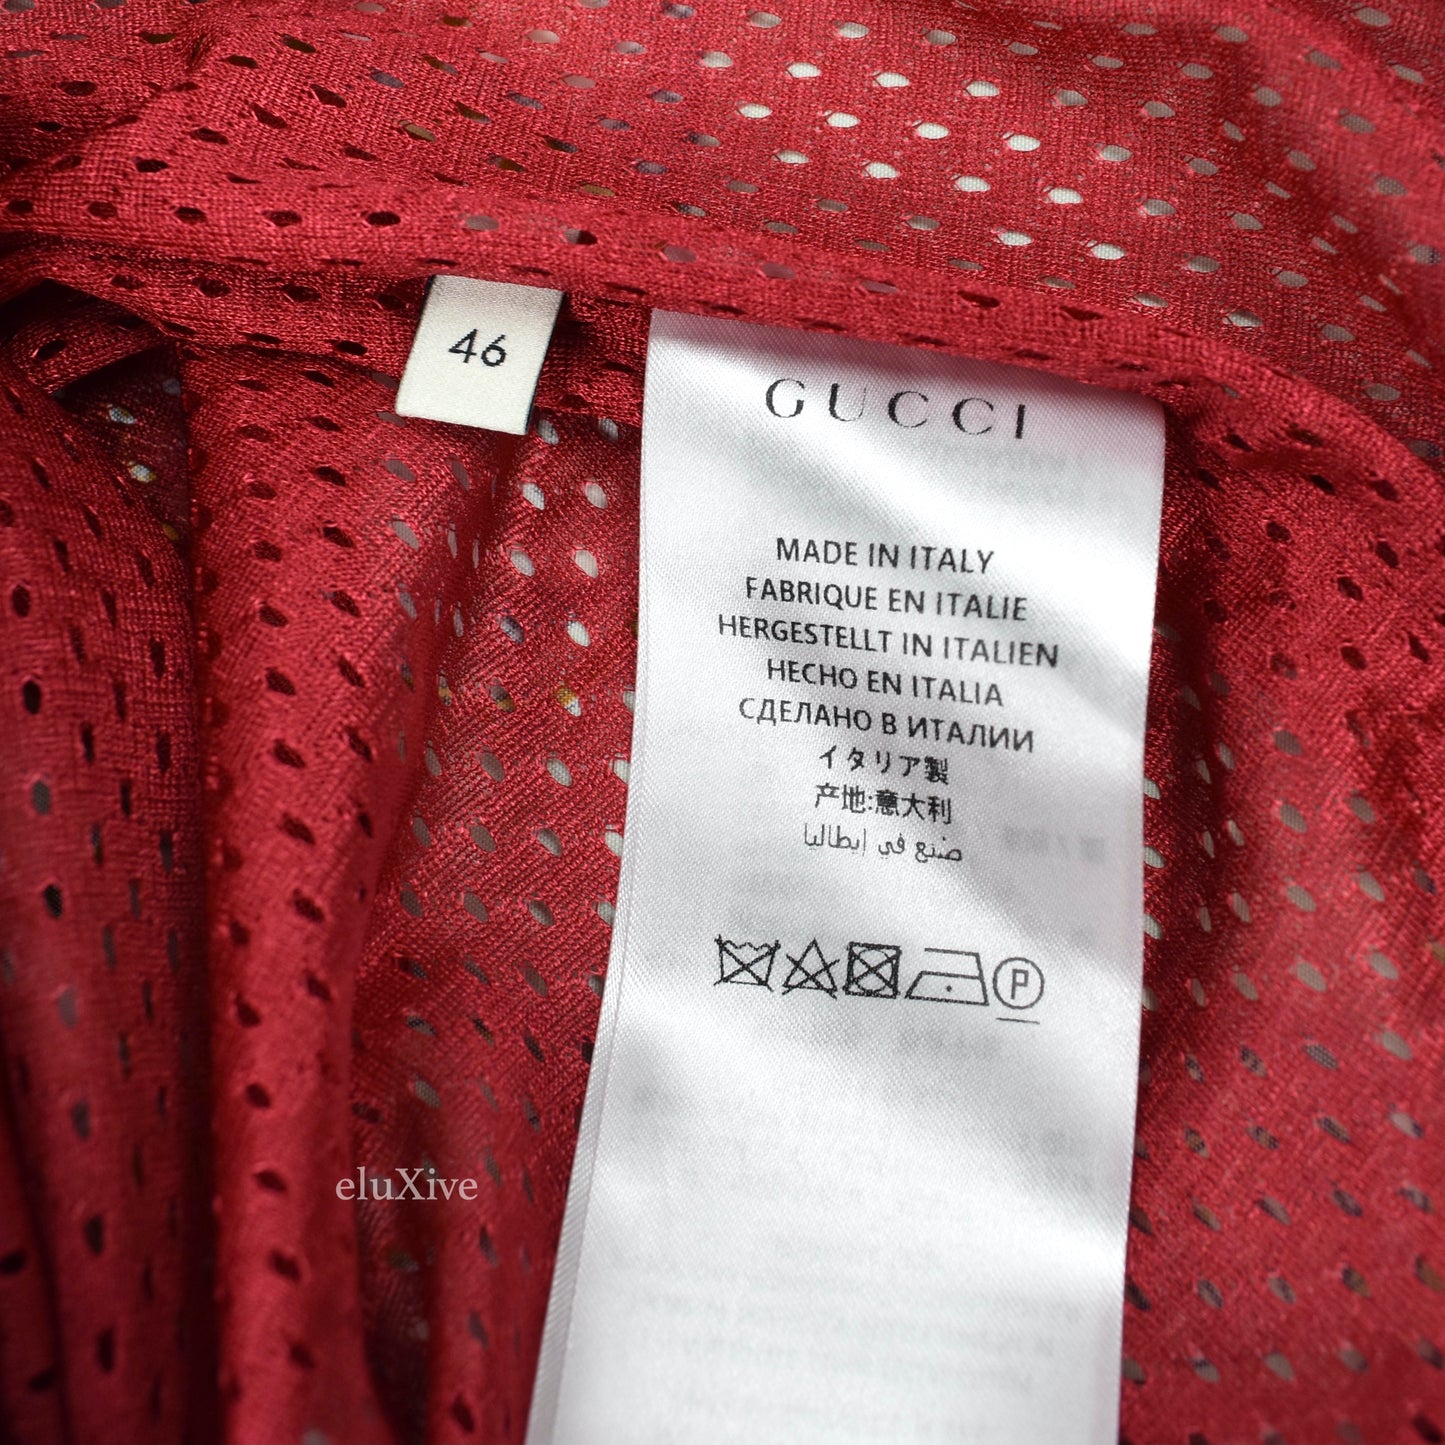 46
GUCCI
MADE IN ITALY
FABRIQUE EN ITALIE
HERGESTELLT IN ITALIEN
HECHO EN ITALIA
СДЕЛАНО В ИТАЛИИ
イタリア製
产地:意大利
صنع في إيطاليا
P
eluXive